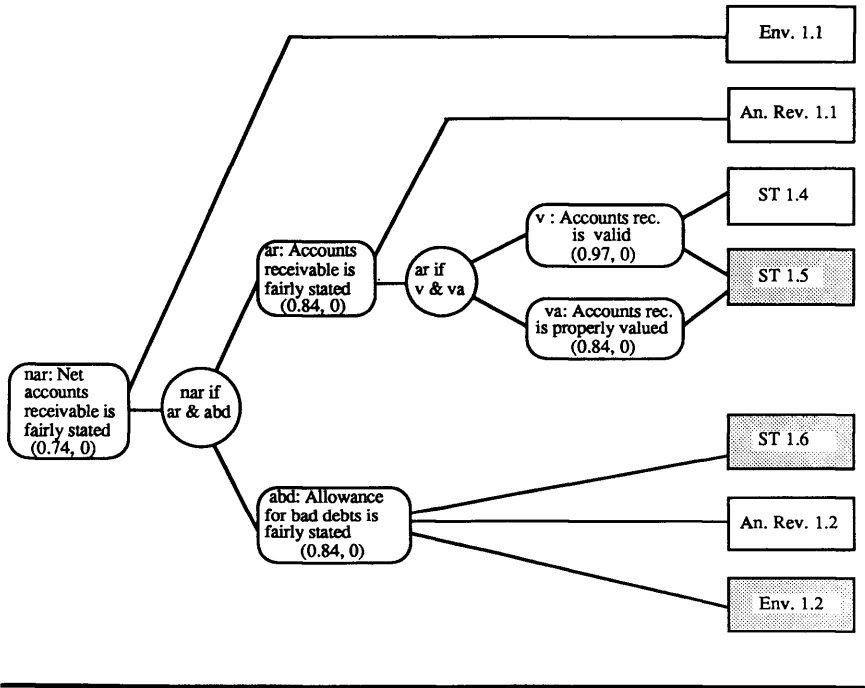 Env. 1.1
An. Rev. 1.1
ST 1.4
v : Accounts rec.
is valid
(0.97, 0)
ar: Accounts
receivable is
fairly stated
(0.84, 0)
ar if
v & va
ST 1.5
va: Accounts rec.
is properly valued
(0.84, 0)
nar: Net
accounts
receivable is
fairly stated
(0.74, 0)
nar if
ar & abd
ST 1.6
abd: Allowance
for bad debts is
fairly stated
(0.84, 0)
An. Rev. 1.2
Env. 1.2